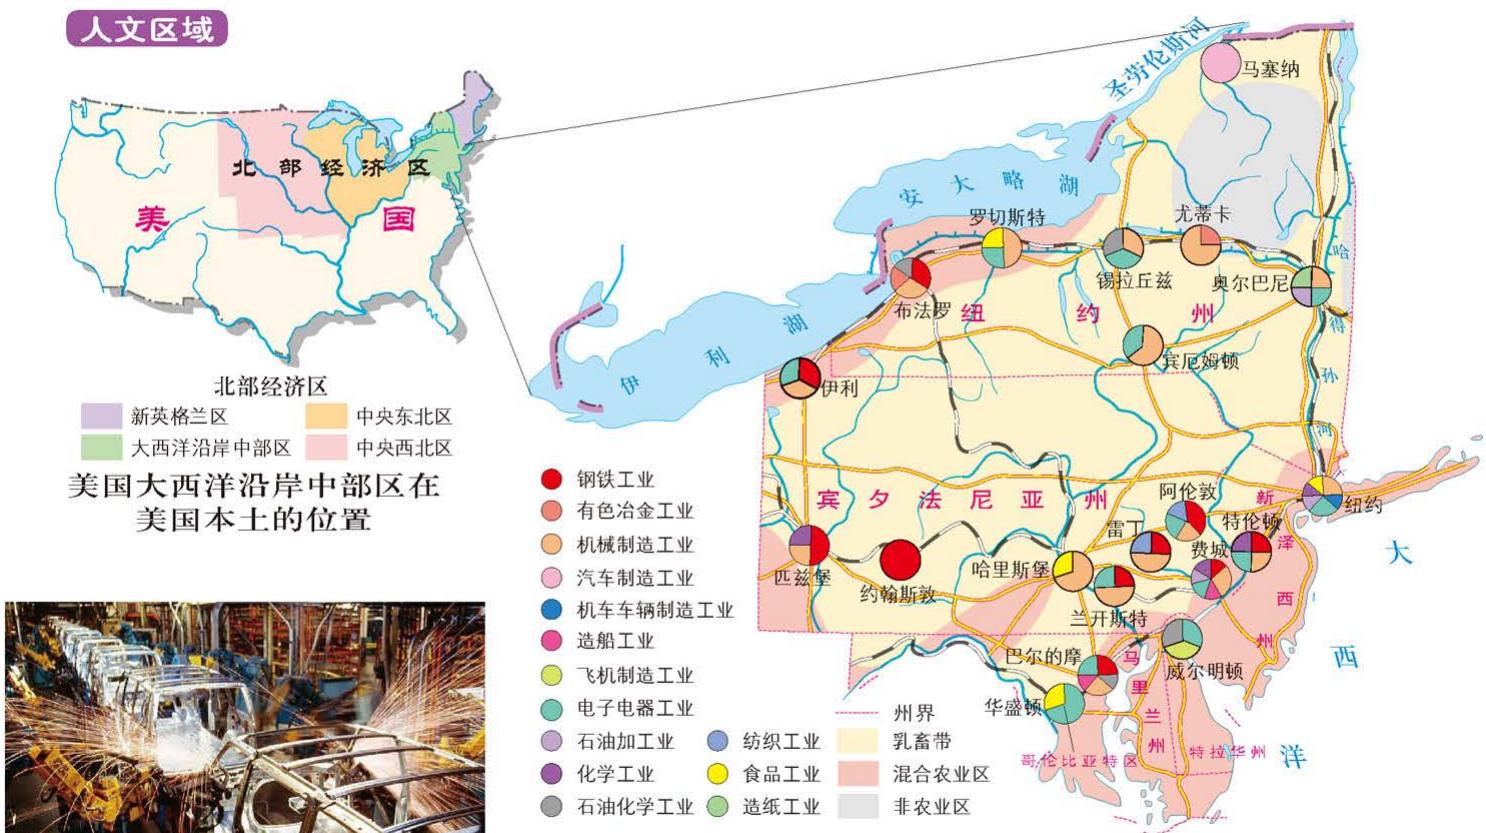 人文区域
北部经济区
美国
北部经济区
新英格兰区
中央东北区
大西洋沿岸中部区
中央西北区
美国大西洋沿岸中部区在
美国本土的位置
钢铁工业
有色冶金工业
机械制造工业
汽车制造工业
机车车辆制造工业
造船工业
飞机制造工业
电子电器工业
石油加工业
化学工业
石油化学工业
纺织工业
食品工业
造纸工业
州界
乳畜带
混合农业区
非农业区
圣劳伦斯河
马塞纳
安大略湖
罗切斯特
尤蒂卡
锡拉丘兹
奥尔巴尼
哈得孙河
布法罗
纽约州
伊利湖
伊利
宾厄姆顿
宾夕法尼亚州
阿伦敦
新泽西州
纽约
雷丁
特伦顿
费城
匹兹堡
约翰斯敦
哈里斯堡
兰开斯特
大西洋
巴尔的摩
马里兰州
威尔明顿
华盛顿
哥伦比亚特区
特拉华州